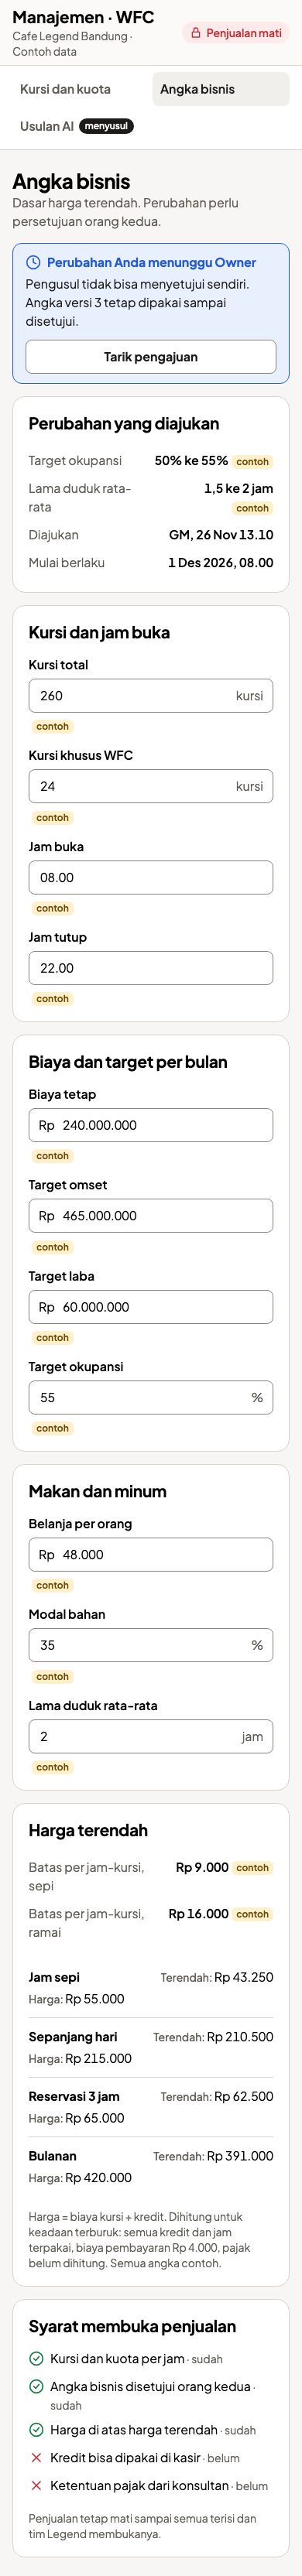 Manajemen · WFC
Cafe Legend Bandung ·
Contoh data
Penjualan mati
Kursi dan kuota
Angka bisnis
Usulan AI menyusul
Angka bisnis
Dasar harga terendah. Perubahan perlu
persetujuan orang kedua.
Perubahan Anda menunggu Owner
Pengusul tidak bisa menyetujui sendiri.
Angka versi 3 tetap dipakai sampai
disetujui.
Tarik pengajuan
Perubahan yang diajukan
Target okupansi 50% ke 55% contoh
Lama duduk rata-
rata
1,5 ke 2 jam
contoh
Diajukan GM, 26 Nov 13.10
Mulai berlaku 1 Des 2026, 08.00
Kursi dan jam buka
Kursi total
260 kursi
contoh
Kursi khusus WFC
24 kursi
contoh
Jam buka
08.00
contoh
Jam tutup
22.00
contoh
Biaya dan target per bulan
Biaya tetap
Rp 240.000.000
contoh
Target omset
Rp 465.000.000
contoh
Target laba
Rp 60.000.000
contoh
Target okupansi
55 %
contoh
Makan dan minum
Belanja per orang
Rp 48.000
contoh
Modal bahan
35 %
contoh
Lama duduk rata-rata
2 jam
contoh
Harga terendah
Batas per jam-kursi,
sepi
Rp 9.000 contoh
Batas per jam-kursi,
ramai
Rp 16.000 contoh
Jam sepi Terendah: Rp 43.250
Harga: Rp 55.000
Sepanjang hari Terendah: Rp 210.500
Harga: Rp 215.000
Reservasi 3 jam Terendah: Rp 62.500
Harga: Rp 65.000
Bulanan Terendah: Rp 391.000
Harga: Rp 420.000
Harga = biaya kursi + kredit. Dihitung untuk
keadaan terburuk: semua kredit dan jam
terpakai, biaya pembayaran Rp 4.000, pajak
belum dihitung. Semua angka contoh.
Syarat membuka penjualan
Kursi dan kuota per jam · sudah
Angka bisnis disetujui orang kedua ·
sudah
Harga di atas harga terendah · sudah
Kredit bisa dipakai di kasir · belum
Ketentuan pajak dari konsultan · belum
Penjualan tetap mati sampai semua terisi dan
tim Legend membukanya.